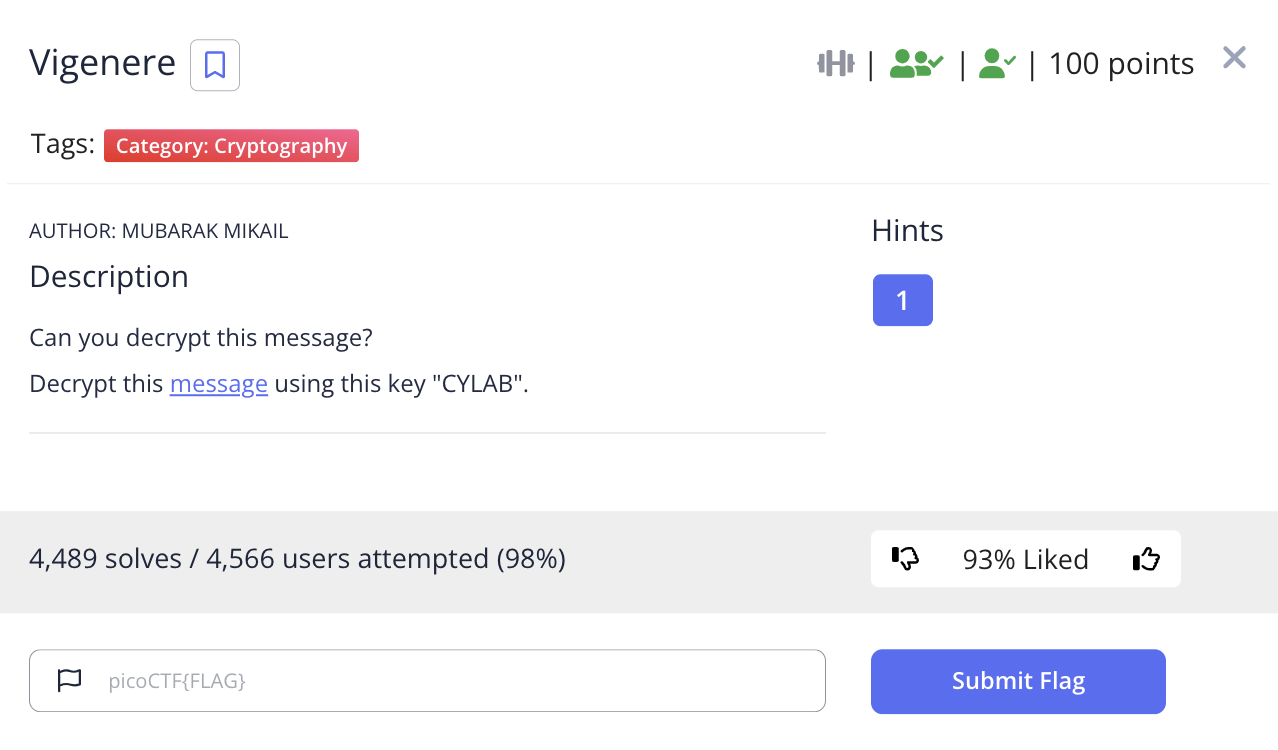 Vigenere
| | | 100 points
Tags: Category: Cryptography
AUTHOR: MUBARAK MIKAIL
Description
Can you decrypt this message?
Decrypt this message using this key "CYLAB".
Hints
1
4,489 solves / 4,566 users attempted (98%)
93% Liked
picoCTF{FLAG}
Submit Flag